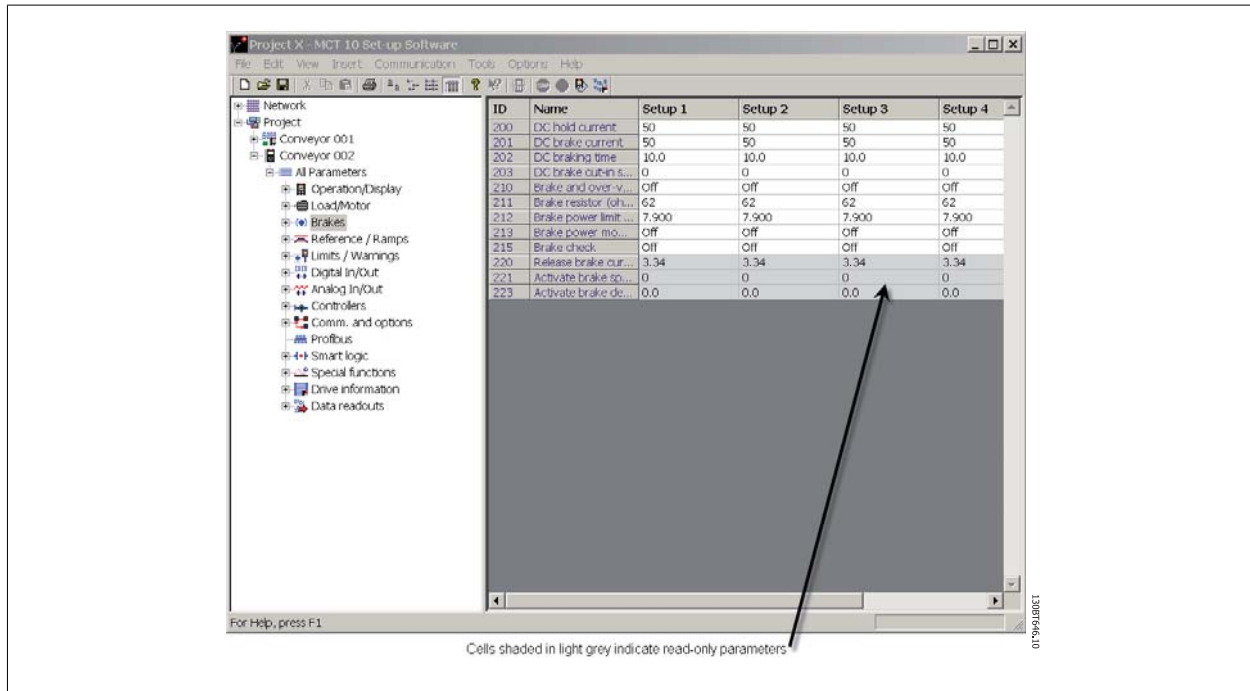 Project X - MCT 10 Set-up Software
File Edit View Insert Communication Tools Options Help
Network
Project
Conveyor 001
Conveyor 002
All Parameters
Operation/Display
Load/Motor
Brakes
Reference / Ramps
Limits / Warnings
Digital In/Out
Analog In/Out
Controllers
Comm. and options
Profibus
Smart logic
Special functions
Drive information
Data readouts
ID Name Setup 1 Setup 2 Setup 3 Setup 4
200 DC hold current 50 50 50 50
201 DC brake current 50 50 50 50
202 DC braking time 10.0 10.0 10.0 10.0
203 DC brake cut-in s... 0 0 0 0
210 Brake and over-v... Off Off Off Off
211 Brake resistor (oh... 62 62 62 62
212 Brake power limit ... 7.900 7.900 7.900 7.900
213 Brake power mo... Off Off Off Off
215 Brake check Off Off Off Off
220 Release brake cur... 3.34 3.34 3.34 3.34
221 Activate brake sp... 0 0 0 0
223 Activate brake de... 0.0 0.0 0.0 0.0
For Help, press F1
130BT646.10
Cells shaded in light grey indicate read-only parameters